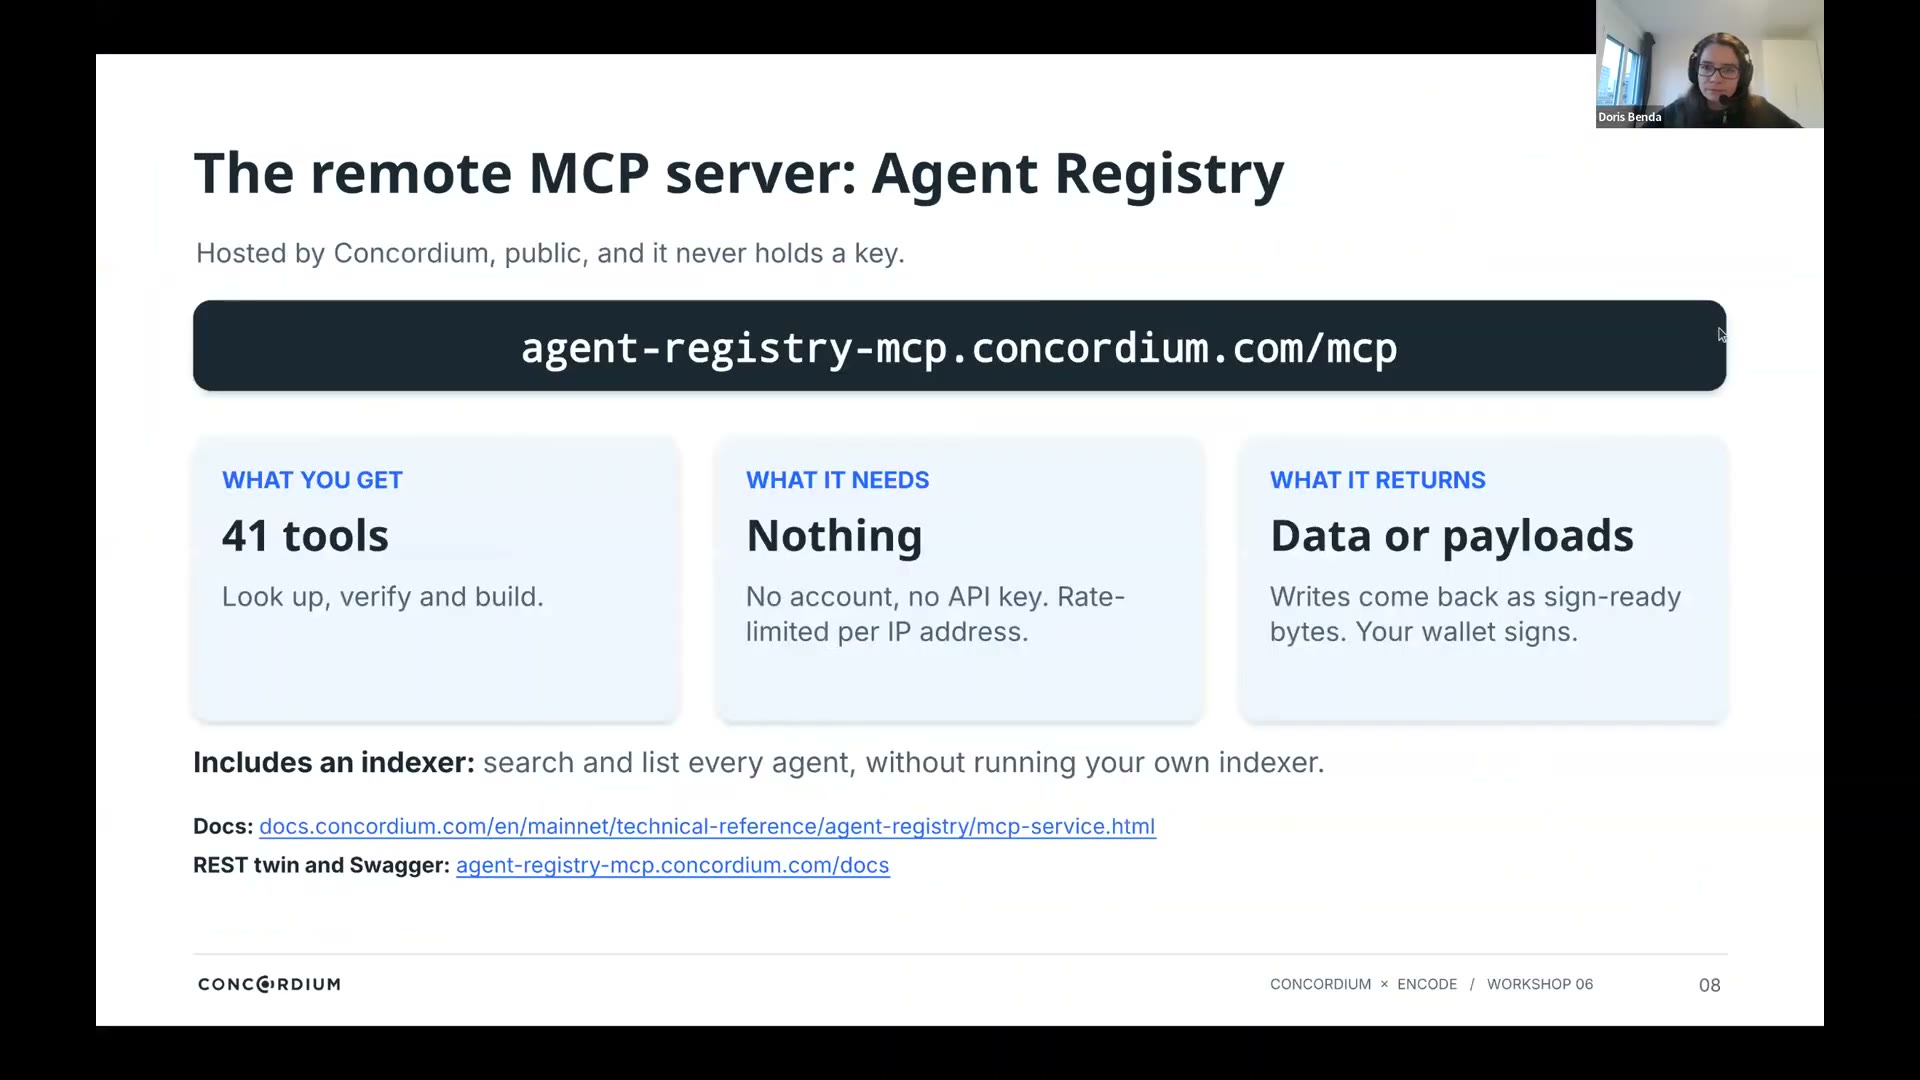 Doris Benda
The remote MCP server: Agent Registry
Hosted by Concordium, public, and it never holds a key.
agent-registry-mcp.concordium.com/mcp
WHAT YOU GET
41 tools
Look up, verify and build.
WHAT IT NEEDS
Nothing
No account, no API key. Rate-
limited per IP address.
WHAT IT RETURNS
Data or payloads
Writes come back as sign-ready
bytes. Your wallet signs.
Includes an indexer: search and list every agent, without running your own indexer.
Docs: docs.concordium.com/en/mainnet/technical-reference/agent-registry/mcp-service.html
REST twin and Swagger: agent-registry-mcp.concordium.com/docs
CONCORDIUM
CONCORDIUM × ENCODE / WORKSHOP 06
08